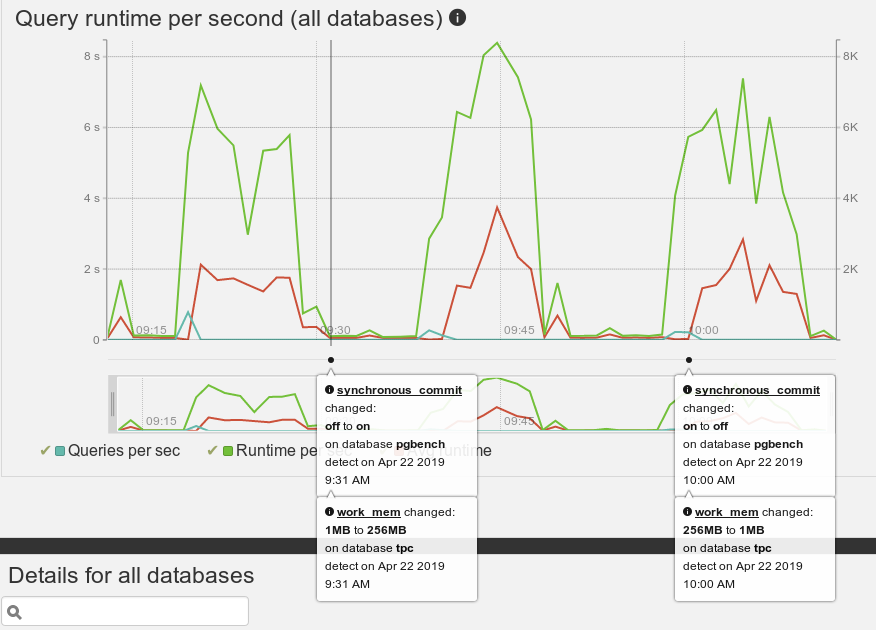 Query runtime per second (all databases)
8 s
8K
6 s
6K
4 s
4K
2 s
2K
0
09:15
09:30
09:45
10:00
09:15
09:45
✔ Queries per sec
✔ Runtime per sec
✔ Avg runtime
synchronous_commit
changed:
off to on
on database pgbench
detect on Apr 22 2019
9:31 AM
work_mem changed:
1MB to 256MB
on database tpc
detect on Apr 22 2019
9:31 AM
synchronous_commit
changed:
on to off
on database pgbench
detect on Apr 22 2019
10:00 AM
work_mem changed:
256MB to 1MB
on database tpc
detect on Apr 22 2019
10:00 AM
Details for all databases